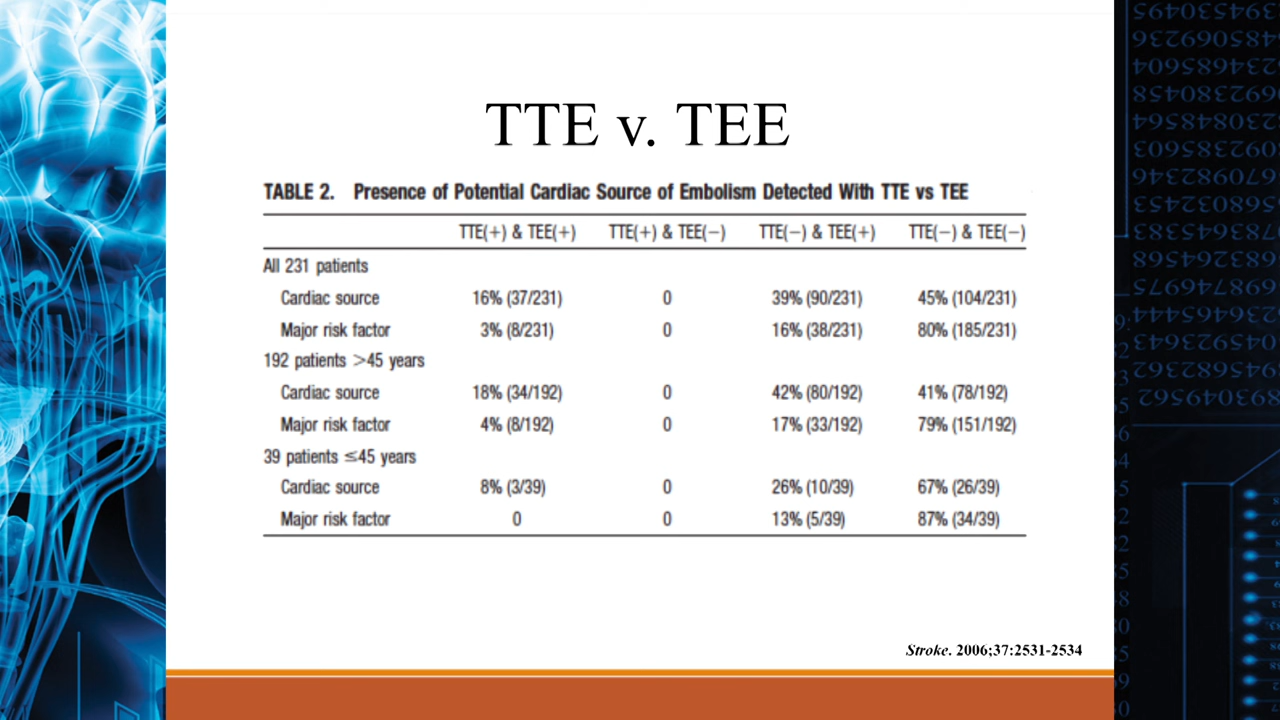 TTE v. TEE
TABLE 2. Presence of Potential Cardiac Source of Embolism Detected With TTE vs TEE
TTE(+) & TEE(+) TTE(+) & TEE(−) TTE(−) & TEE(+) TTE(−) & TEE(−)
All 231 patients
Cardiac source 16% (37/231) 0 39% (90/231) 45% (104/231)
Major risk factor 3% (8/231) 0 16% (38/231) 80% (185/231)
192 patients >45 years
Cardiac source 18% (34/192) 0 42% (80/192) 41% (78/192)
Major risk factor 4% (8/192) 0 17% (33/192) 79% (151/192)
39 patients ≤45 years
Cardiac source 8% (3/39) 0 26% (10/39) 67% (26/39)
Major risk factor 0 0 13% (5/39) 87% (34/39)
Stroke. 2006;37:2531-2534